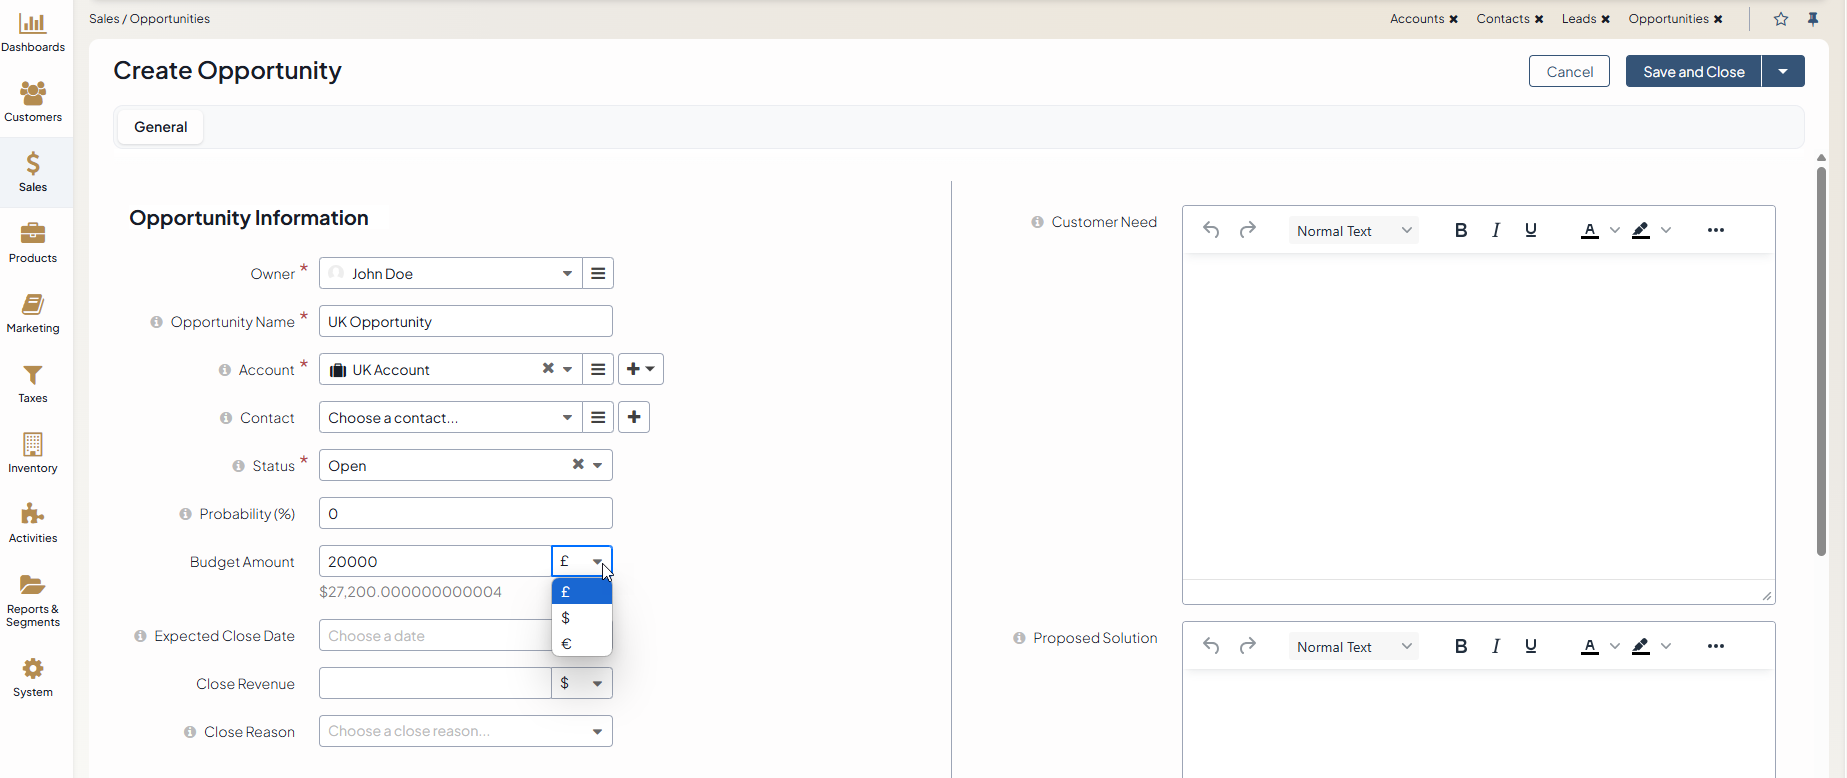 Sales / Opportunities
Accounts ✖ Contacts ✖ Leads ✖ Opportunities ✖
Dashboards
Customers
Sales
Products
Marketing
Taxes
Inventory
Activities
Reports &
Segments
System
Create Opportunity
Cancel
Save and Close
General
Opportunity Information
Owner *
John Doe
Opportunity Name *
UK Opportunity
Account *
UK Account
Contact
Choose a contact...
Status *
Open
Probability (%)
0
Budget Amount
20000
£
$27,200.000000000004
£
$
€
Expected Close Date
Choose a date
Close Revenue
$
Close Reason
Choose a close reason...
Customer Need
Normal Text
B I U A
Proposed Solution
Normal Text
B I U A